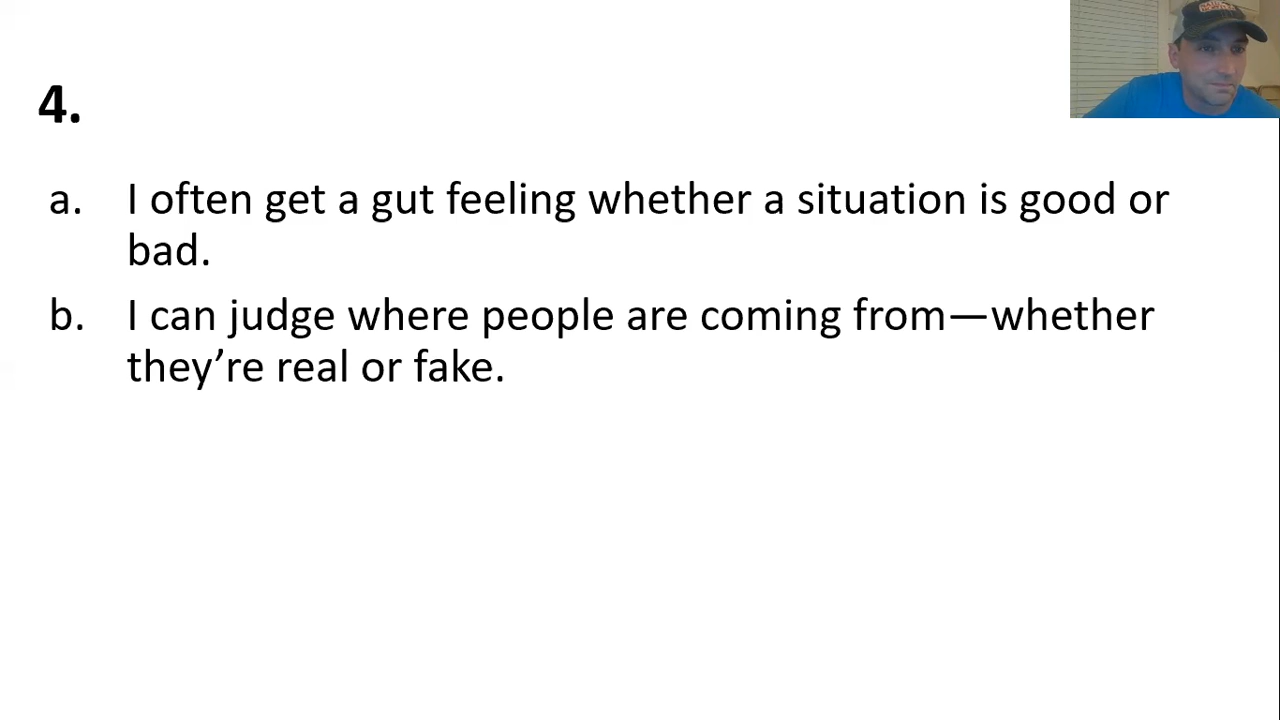 4.
a. I often get a gut feeling whether a situation is good or
bad.
b. I can judge where people are coming from—whether
they’re real or fake.